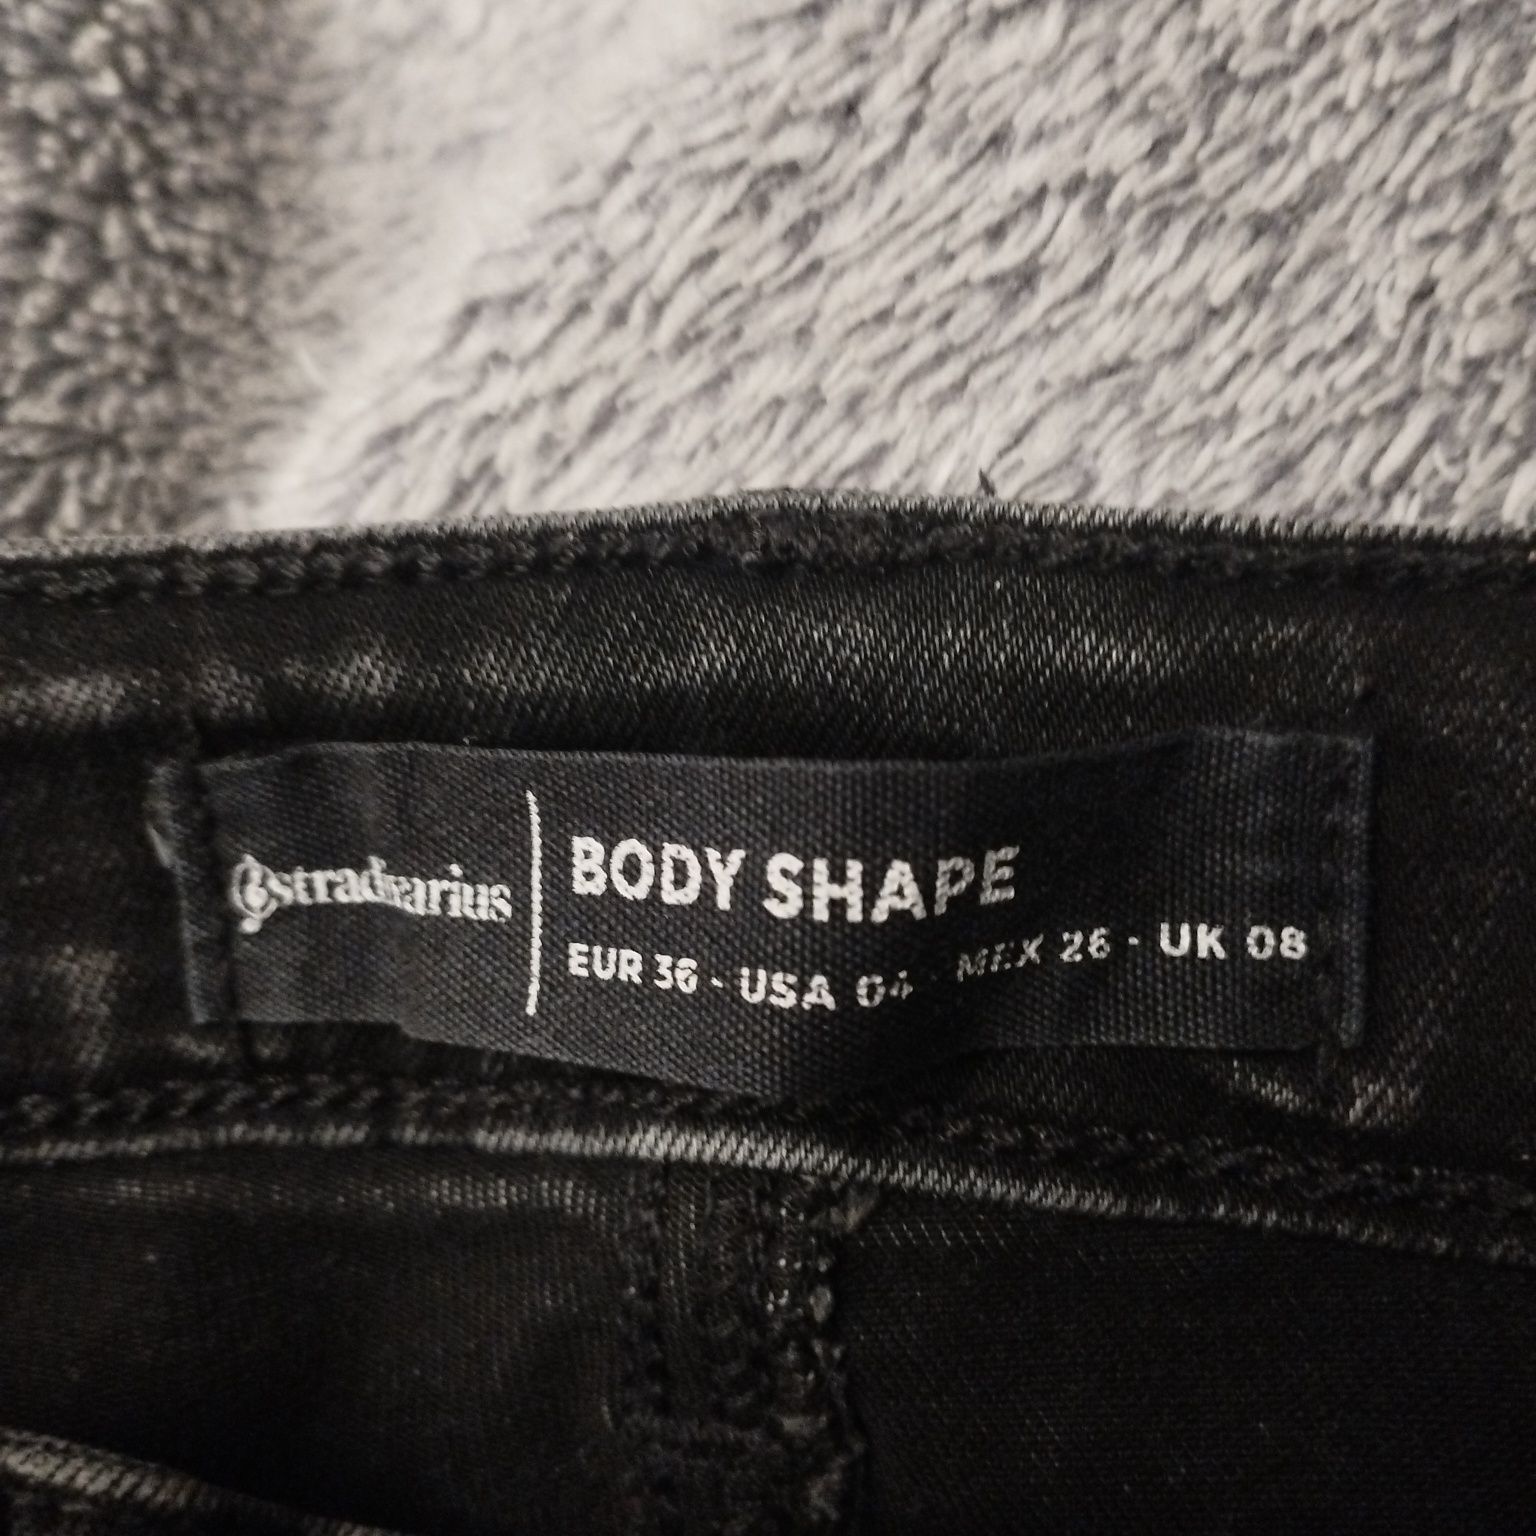 stradivarius
BODY SHAPE
EUR 36 · USA 04 · MEX 26 · UK 08